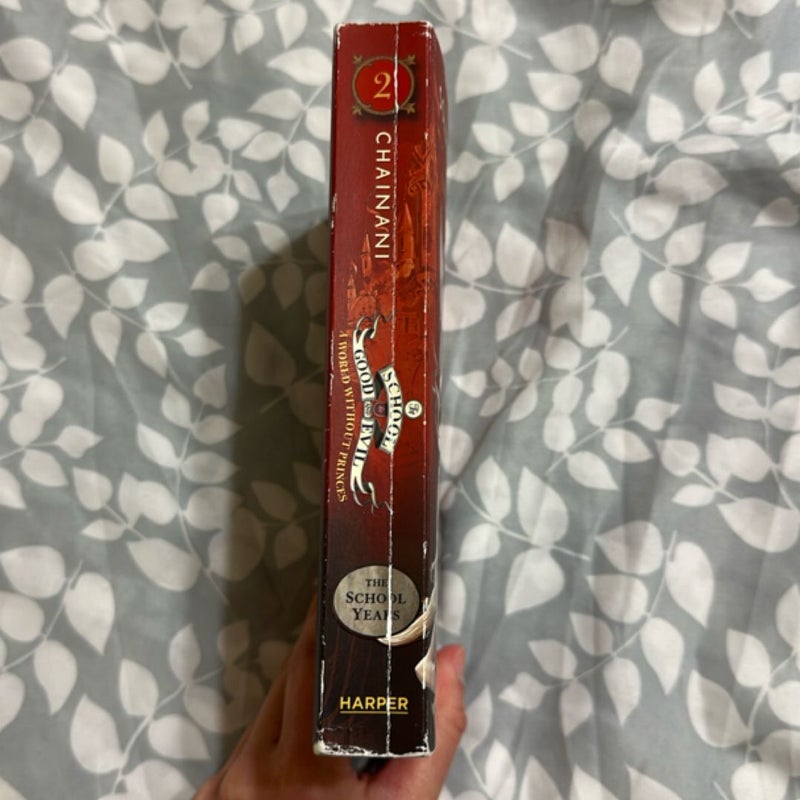 2
CHAINANI
THE SCHOOL
FOR GOOD AND EVIL
A WORLD WITHOUT PRINCES
THE
SCHOOL
YEARS
HARPER